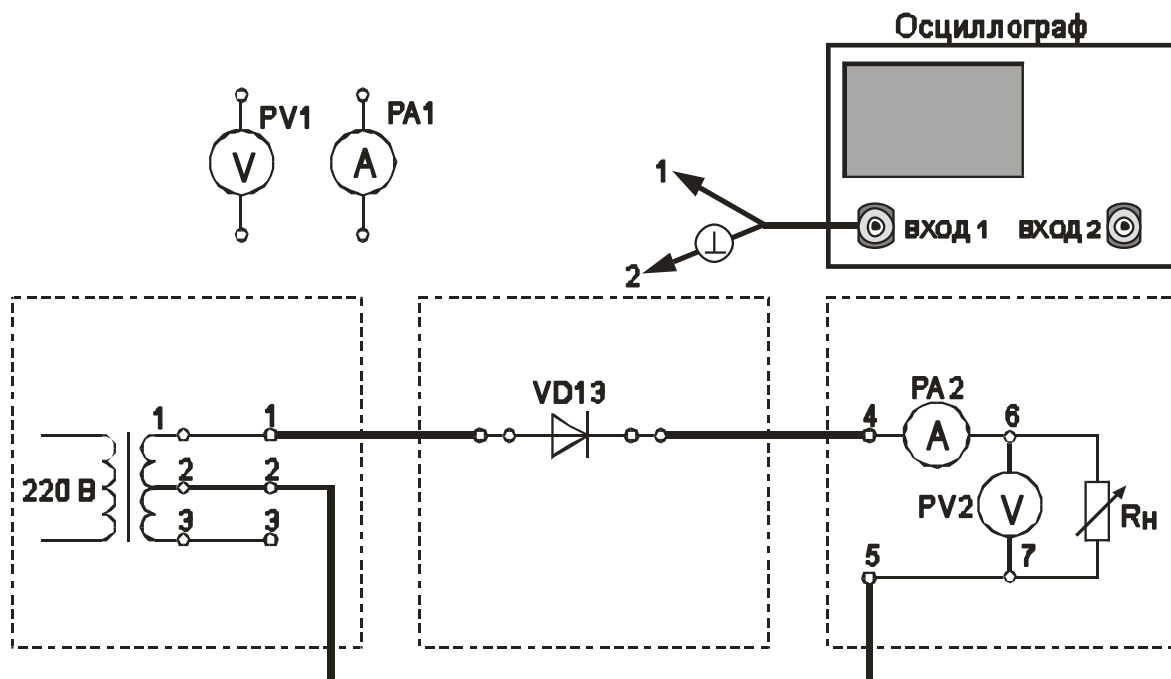 Осциллограф
PV1
PA1
V
A
1
2
ВХОД 1
ВХОД 2
VD13
PA2
1
1
4
6
A
220 В
2
2
PV2
V
Rн
3
3
5
7